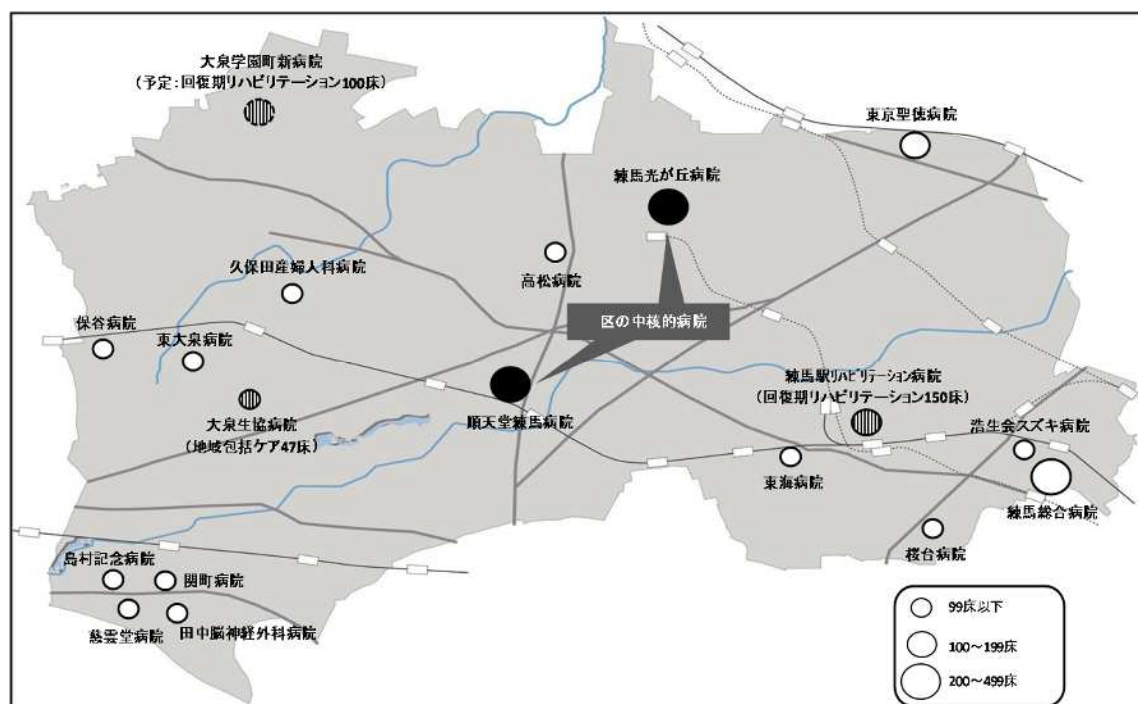 大泉学園町新病院
(予定:回復期リハビリテーション100床)
東京聖徳病院
練馬光が丘病院
久保田産婦人科病院
高松病院
区の中核的病院
保谷病院
東大泉病院
練馬駅リハビリテーション病院
(回復期リハビリテーション150床)
大泉生協病院
(地域包括ケア47床)
順天堂練馬病院
浩生会スズキ病院
東海病院
練馬総合病院
桜台病院
島村記念病院
関町病院
慈雲堂病院
田中脳神経外科病院
99床以下
100～199床
200～499床